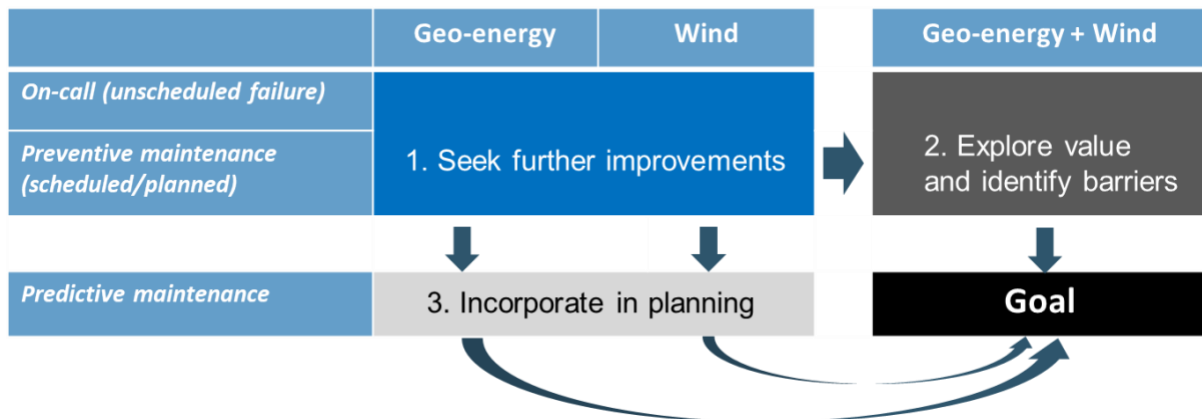 Geo-energy
Wind
Geo-energy + Wind
On-call (unscheduled failure)
Preventive maintenance
(scheduled/planned)
1. Seek further improvements
2. Explore value
and identify barriers
Predictive maintenance
3. Incorporate in planning
Goal